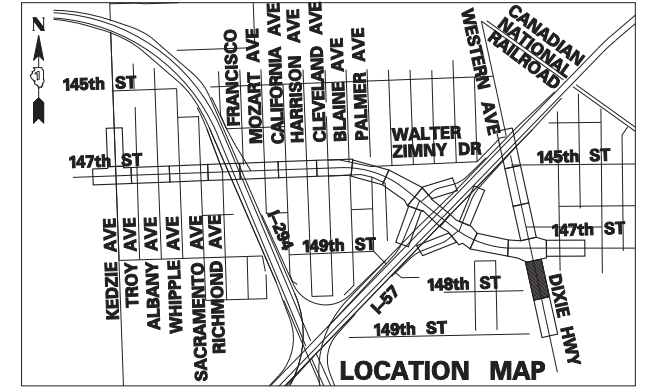 N
CANADIAN
NATIONAL
RAILROAD
WESTERN AVE
FRANCISCO
MOZART AVE
CALIFORNIA AVE
HARRISON AVE
CLEVELAND AVE
BLAINE AVE
PALMER AVE
145th ST
WALTER
ZIMNY DR
147th ST
145th ST
KEDZIE AVE
TROY AVE
ALBANY AVE
WHIPPLE AVE
SACRAMENTO AVE
RICHMOND AVE
I-294
149th ST
147th ST
148th ST
I-57
DIXIE HWY
149th ST
LOCATION MAP